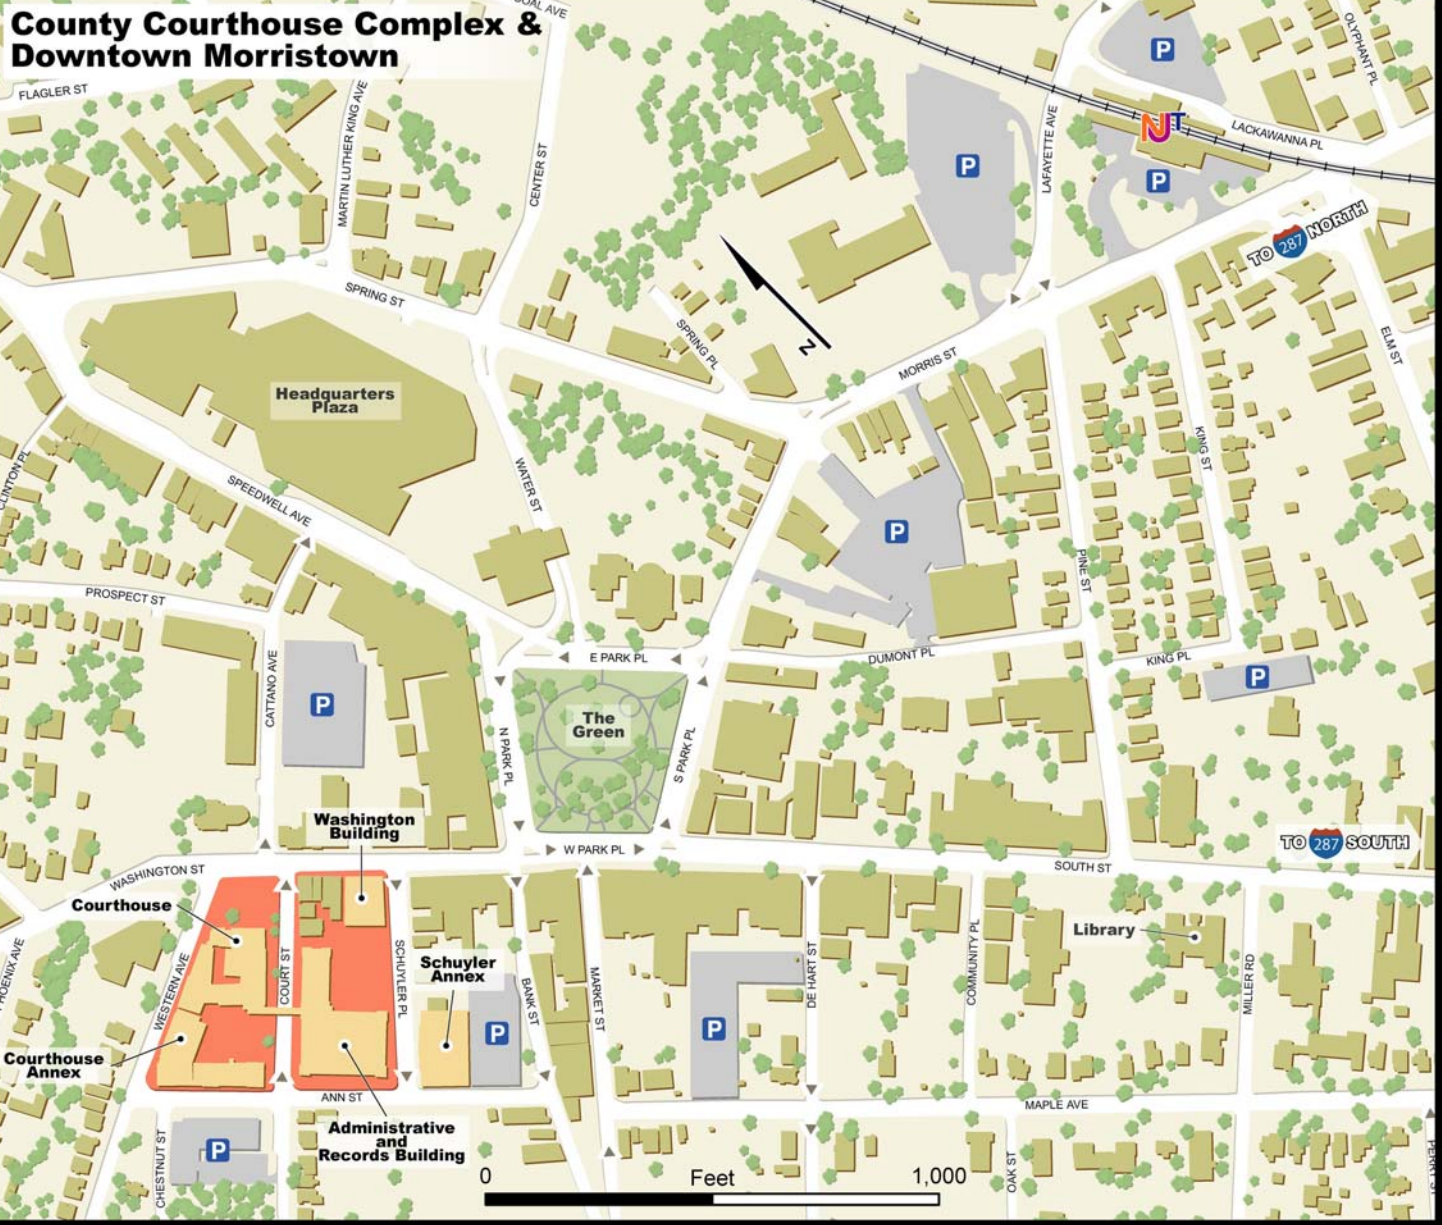 County Courthouse Complex &
Downtown Morristown
FLAGLER ST
MARTIN LUTHER KING AVE
CENTER ST
LAFAYETTE AVE
OLYPHANT PL
P
NJT
LACKAWANNA PL
P
P
TO 287 NORTH
SPRING ST
SPRING PL
N
MORRIS ST
ELM ST
Headquarters
Plaza
CLINTON PL
SPEEDWELL AVE
WATER ST
KING ST
P
PINE ST
PROSPECT ST
CATTANO AVE
P
E PARK PL
DUMONT PL
KING PL
P
The
Green
N PARK PL
S PARK PL
Washington
Building
W PARK PL
TO 287 SOUTH
WASHINGTON ST
SOUTH ST
Courthouse
Library
WESTERN AVE
COURT ST
SCHUYLER PL
Schuyler
Annex
BANK ST
MARKET ST
DE HART ST
COMMUNITY PL
MILLER RD
P
P
Courthouse
Annex
ANN ST
MAPLE AVE
Administrative
and
Records Building
CHESTNUT ST
P
OAK ST
0 Feet 1,000